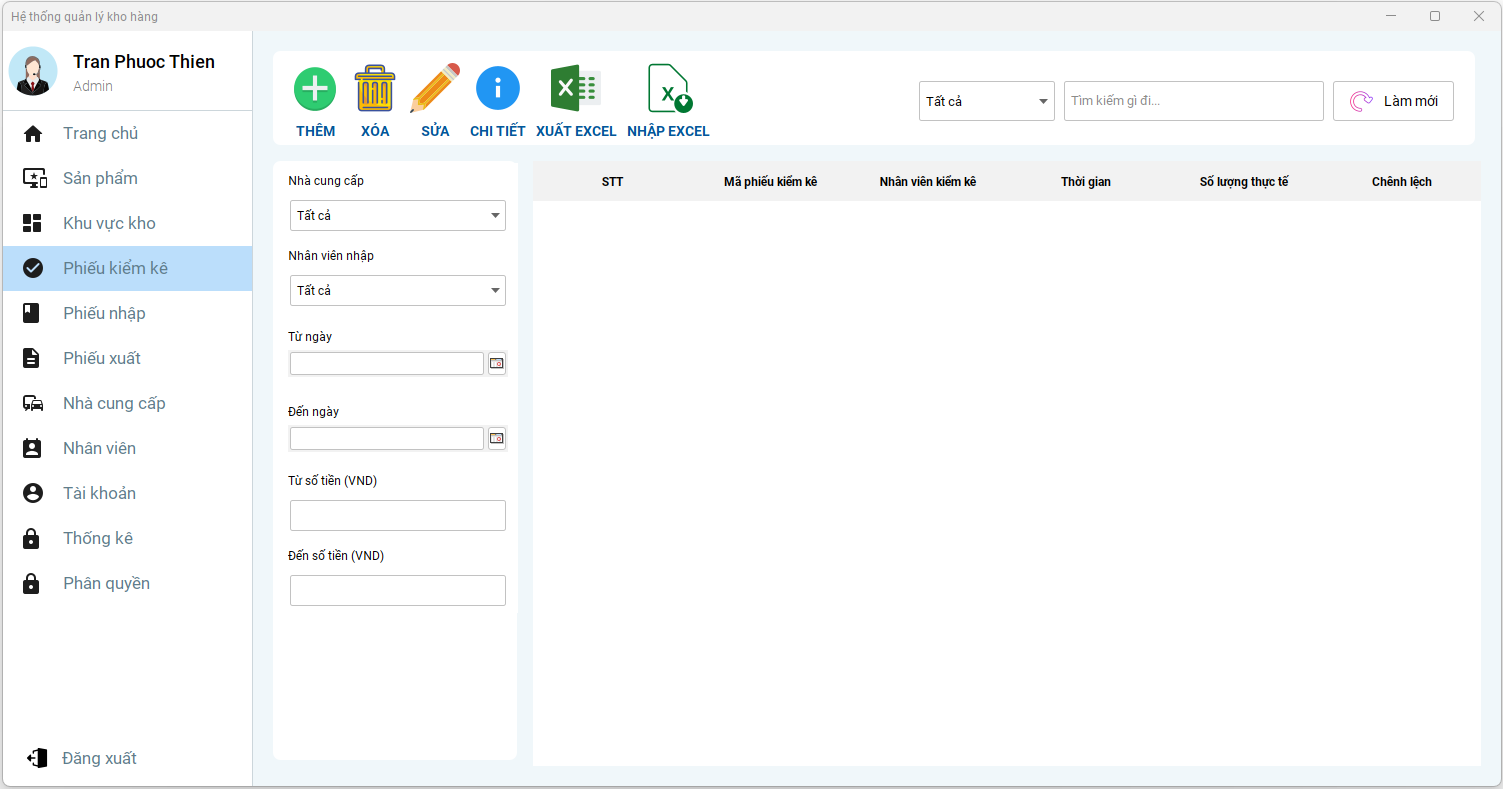 Hệ thống quản lý kho hàng
Tran Phuoc Thien
Admin
Trang chủ
Sản phẩm
Khu vực kho
Phiếu kiểm kê
Phiếu nhập
Phiếu xuất
Nhà cung cấp
Nhân viên
Tài khoản
Thống kê
Phân quyền
Đăng xuất
THÊM XÓA SỬA CHI TIẾT XUẤT EXCEL NHẬP EXCEL
Tất cả Tìm kiếm gì đi... Làm mới
Nhà cung cấp
Tất cả
Nhân viên nhập
Tất cả
Từ ngày
Đến ngày
Từ số tiền (VND)
Đến số tiền (VND)
STT Mã phiếu kiểm kê Nhân viên kiểm kê Thời gian Số lượng thực tế Chênh lệch